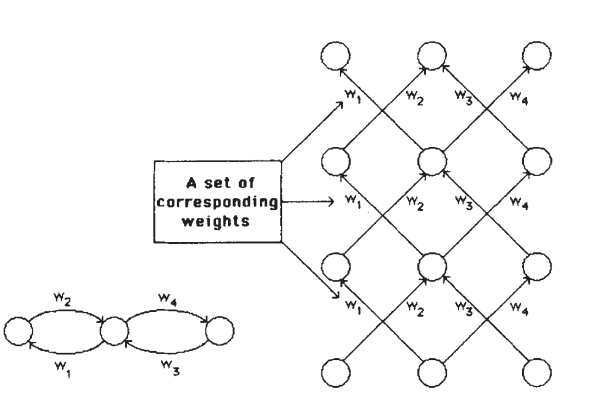 w₁ w₂ w₃ w₄
A set of
corresponding
weights
w₁ w₂ w₃ w₄
w₁ w₂ w₃ w₄
w₂ w₄
w₁ w₃